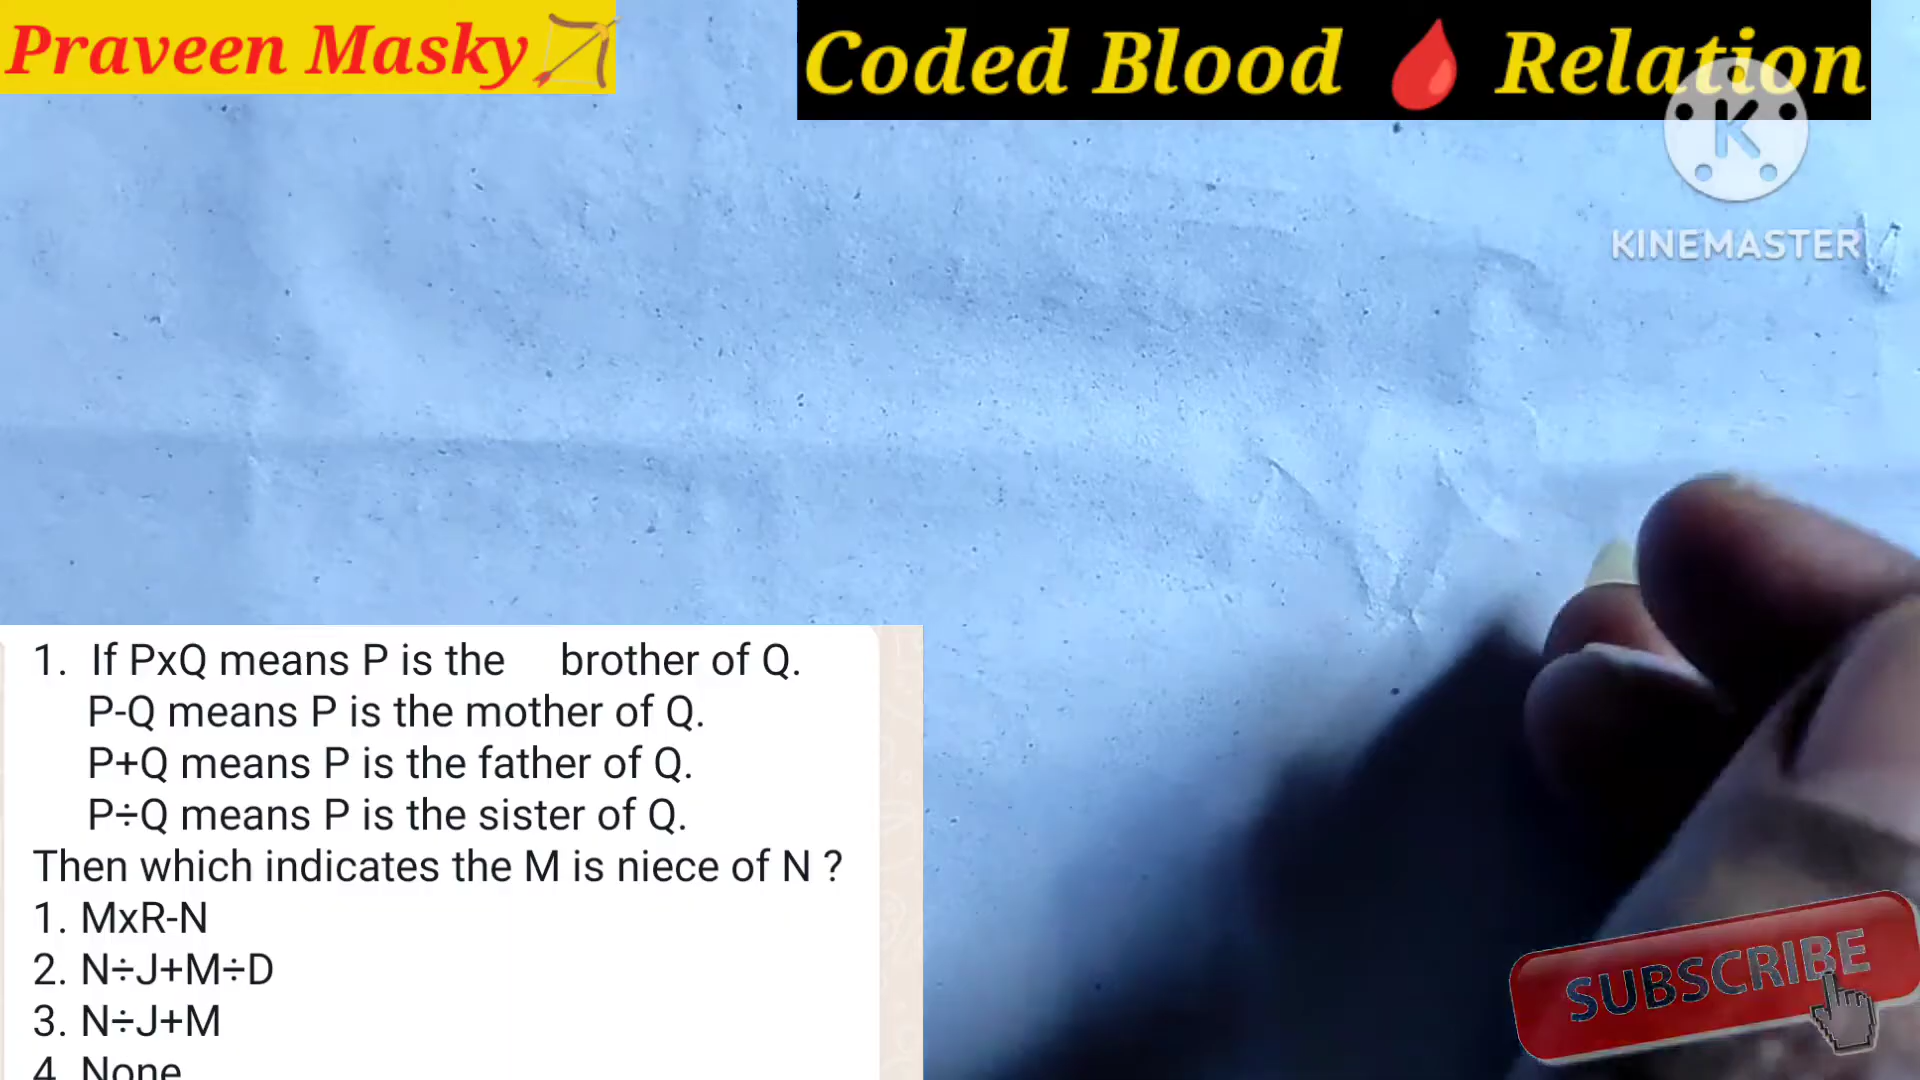 Praveen Masky
Coded Blood Relation
K
KINEMASTER
1. If PxQ means P is the brother of Q.
P-Q means P is the mother of Q.
P+Q means P is the father of Q.
P÷Q means P is the sister of Q.
Then which indicates the M is niece of N ?
1. MxR-N
2. N÷J+M÷D
3. N÷J+M
4. None
SUBSCRIBE